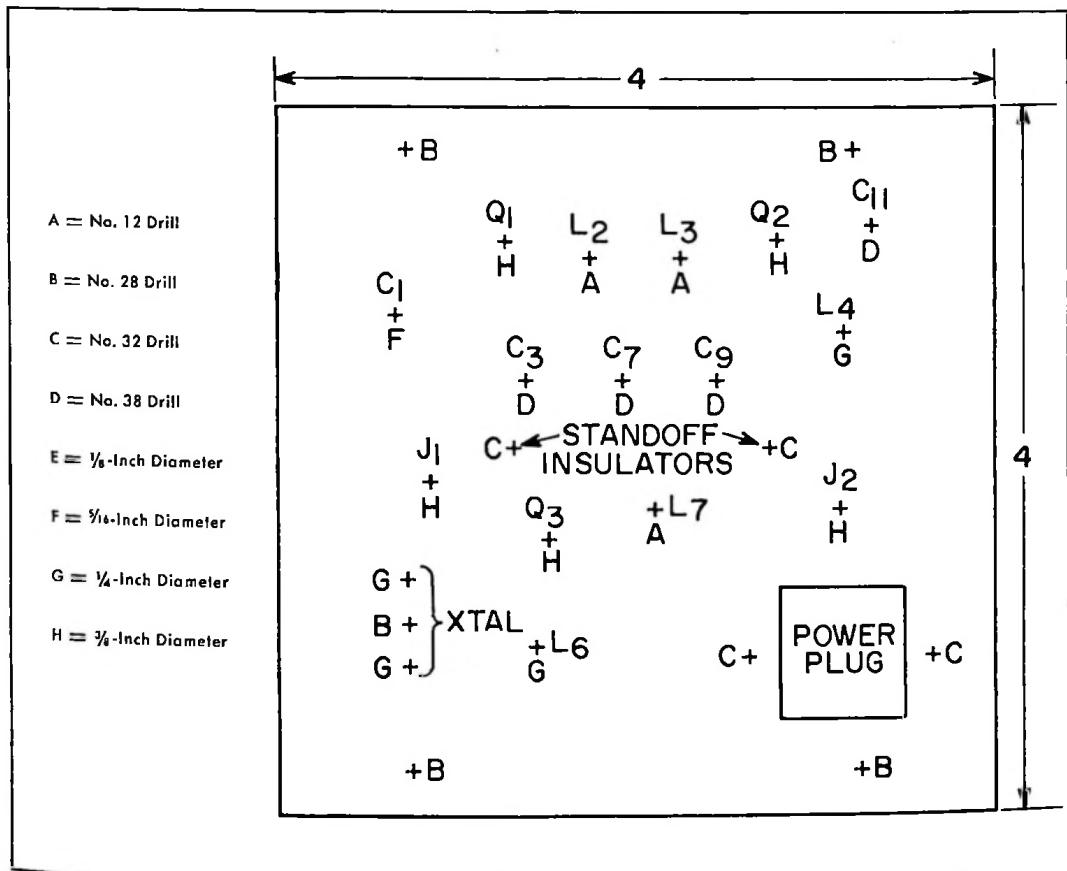 4
+B
B+
C11
+
D
Q1
+
H
L2
+
A
L3
+
A
Q2
+
H
C1
+
F
L4
+
G
C3
+
D
C7
+
D
C9
+
D
C+
STANDOFF
INSULATORS
+C
4
J1
+
H
Q3
+
H
+L7
A
J2
+
H
G +
B +
G +
XTAL
+L6
G
C+
POWER
PLUG
+C
+B
+B
A = No. 12 Drill
B = No. 28 Drill
C = No. 32 Drill
D = No. 38 Drill
E = 1/8-Inch Diameter
F = 5/16-Inch Diameter
G = 1/4-Inch Diameter
H = 3/8-Inch Diameter